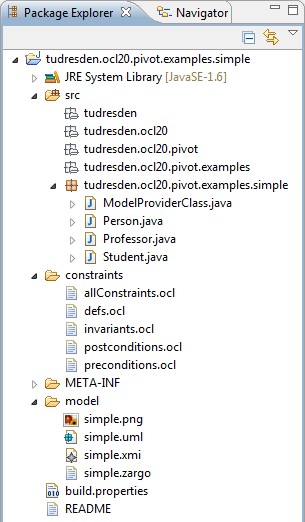 Package Explorer
Navigator
tudresden.ocl20.pivot.examples.simple
JRE System Library [JavaSE-1.6]
src
tudresden
tudresden.ocl20
tudresden.ocl20.pivot
tudresden.ocl20.pivot.examples
tudresden.ocl20.pivot.examples.simple
ModelProviderClass.java
Person.java
Professor.java
Student.java
constraints
allConstraints.ocl
defs.ocl
invariants.ocl
postconditions.ocl
preconditions.ocl
META-INF
model
simple.png
simple.uml
simple.xmi
simple.zargo
build.properties
README